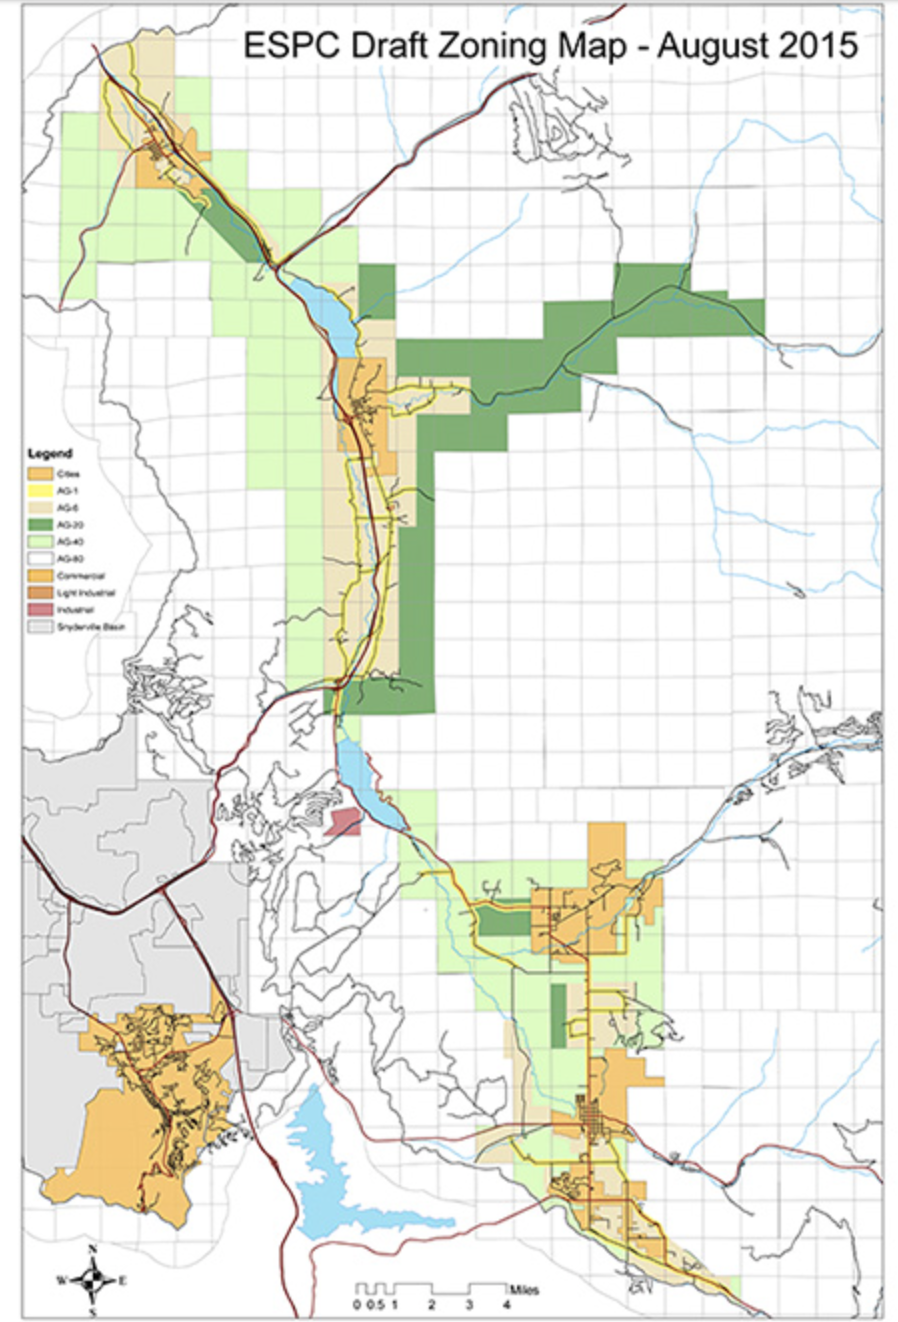 ESPC Draft Zoning Map - August 2015
Legend
Cities
AG-1
AG-6
AG-20
AG-40
AG-80
Commercial
Light Industrial
Industrial
Snyderville Basin
N
W E
S
Miles
0 0.5 1 2 3 4